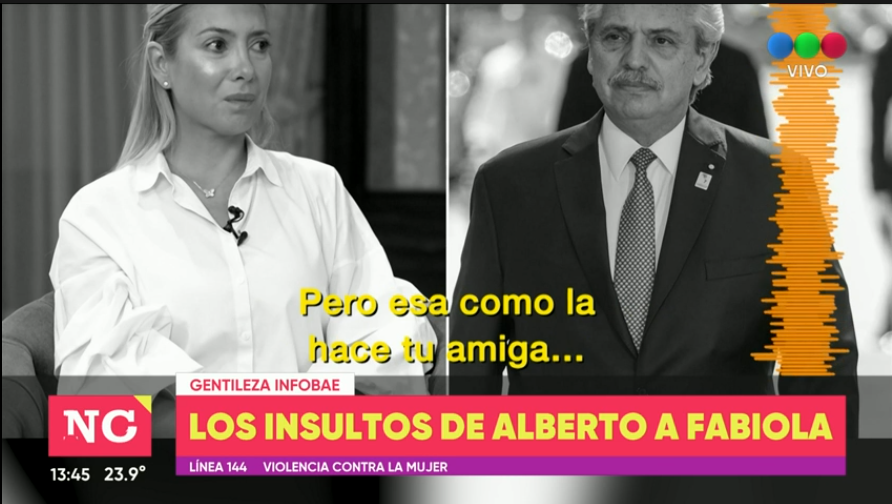 VIVO
Pero esa como la
hace tu amiga...
GENTILEZA INFOBAE
NC
LOS INSULTOS DE ALBERTO A FABIOLA
LÍNEA 144 VIOLENCIA CONTRA LA MUJER
13:45 23.9°